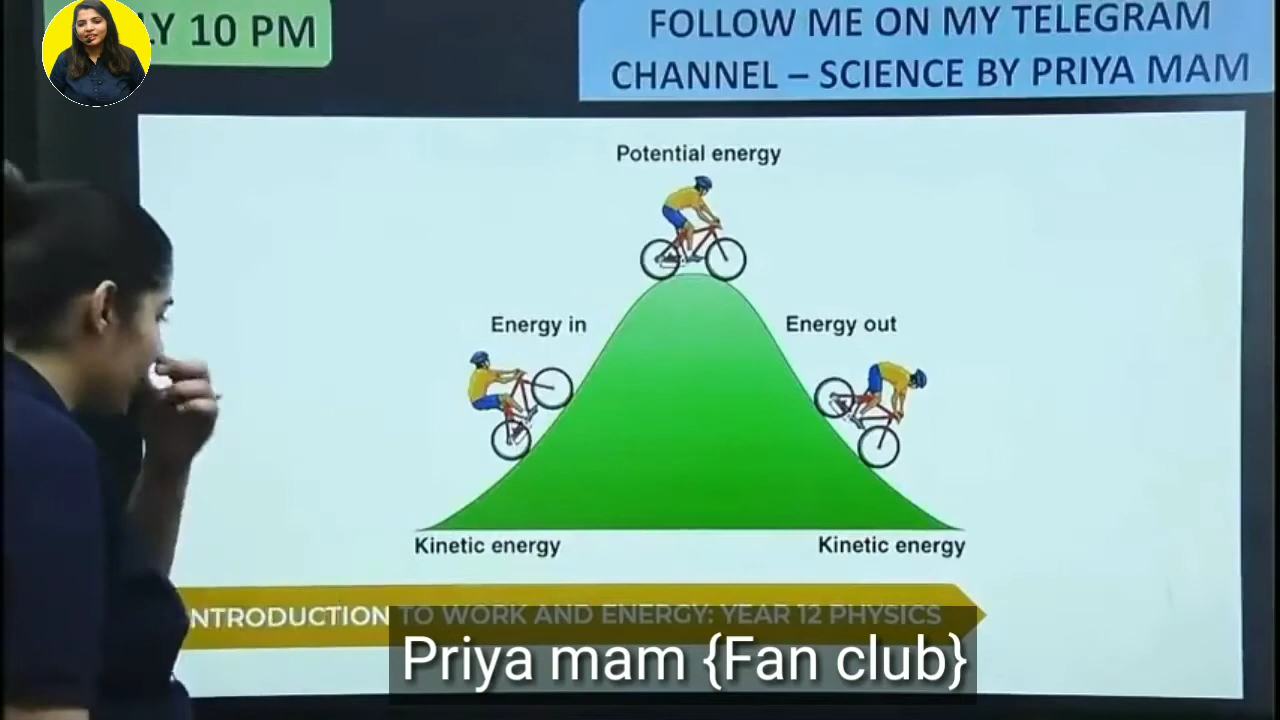 LY 10 PM
FOLLOW ME ON MY TELEGRAM
CHANNEL – SCIENCE BY PRIYA MAM
Potential energy
Energy in
Energy out
Kinetic energy
Kinetic energy
NTRODUCTION TO WORK AND ENERGY: YEAR 12 PHYSICS
Priya mam {Fan club}